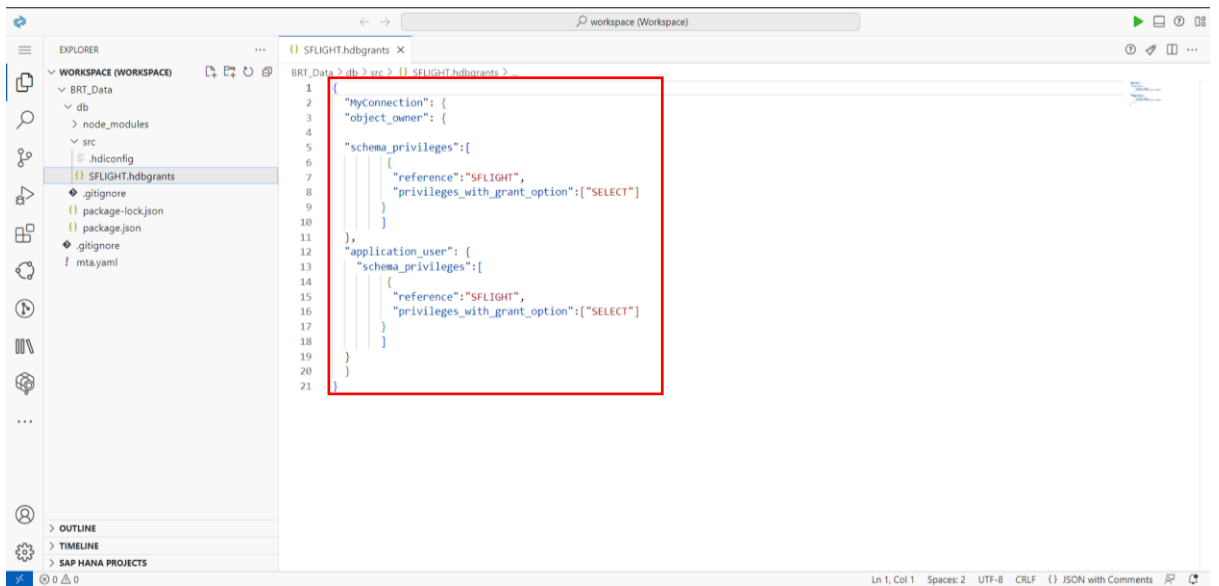 workspace (Workspace)
EXPLORER
WORKSPACE (WORKSPACE)
BRT_Data
db
node_modules
src
.hdiconfig
{} SFLIGHT.hdbgrants
.gitignore
{} package-lock.json
{} package.json
.gitignore
! mta.yaml
OUTLINE
TIMELINE
SAP HANA PROJECTS
{} SFLIGHT.hdbgrants ×
BRT_Data > db > src > {} SFLIGHT.hdbgrants > ...
1 {
2 "MyConnection": {
3 "object_owner": {
4
5 "schema_privileges":[
6 {
7 "reference":"SFLIGHT",
8 "privileges_with_grant_option":["SELECT"]
9 }
10 ]
11 },
12 "application_user": {
13 "schema_privileges":[
14 {
15 "reference":"SFLIGHT",
16 "privileges_with_grant_option":["SELECT"]
17 }
18 ]
19 }
20 }
21 }
0 0 Ln 1, Col 1 Spaces: 2 UTF-8 CRLF {} JSON with Comments